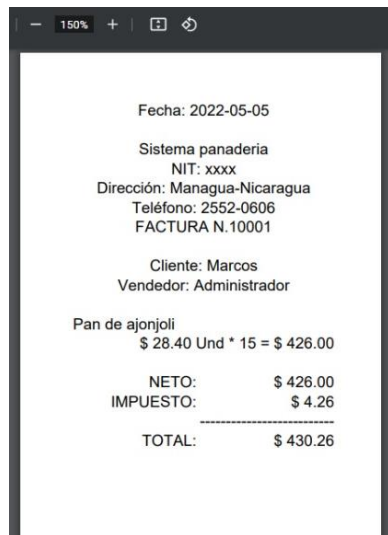 150%
Fecha: 2022-05-05
Sistema panaderia
NIT: xxxx
Dirección: Managua-Nicaragua
Teléfono: 2552-0606
FACTURA N.10001
Cliente: Marcos
Vendedor: Administrador
Pan de ajonjoli
$ 28.40 Und * 15 = $ 426.00
NETO: $ 426.00
IMPUESTO: $ 4.26
---------------------------
TOTAL: $ 430.26